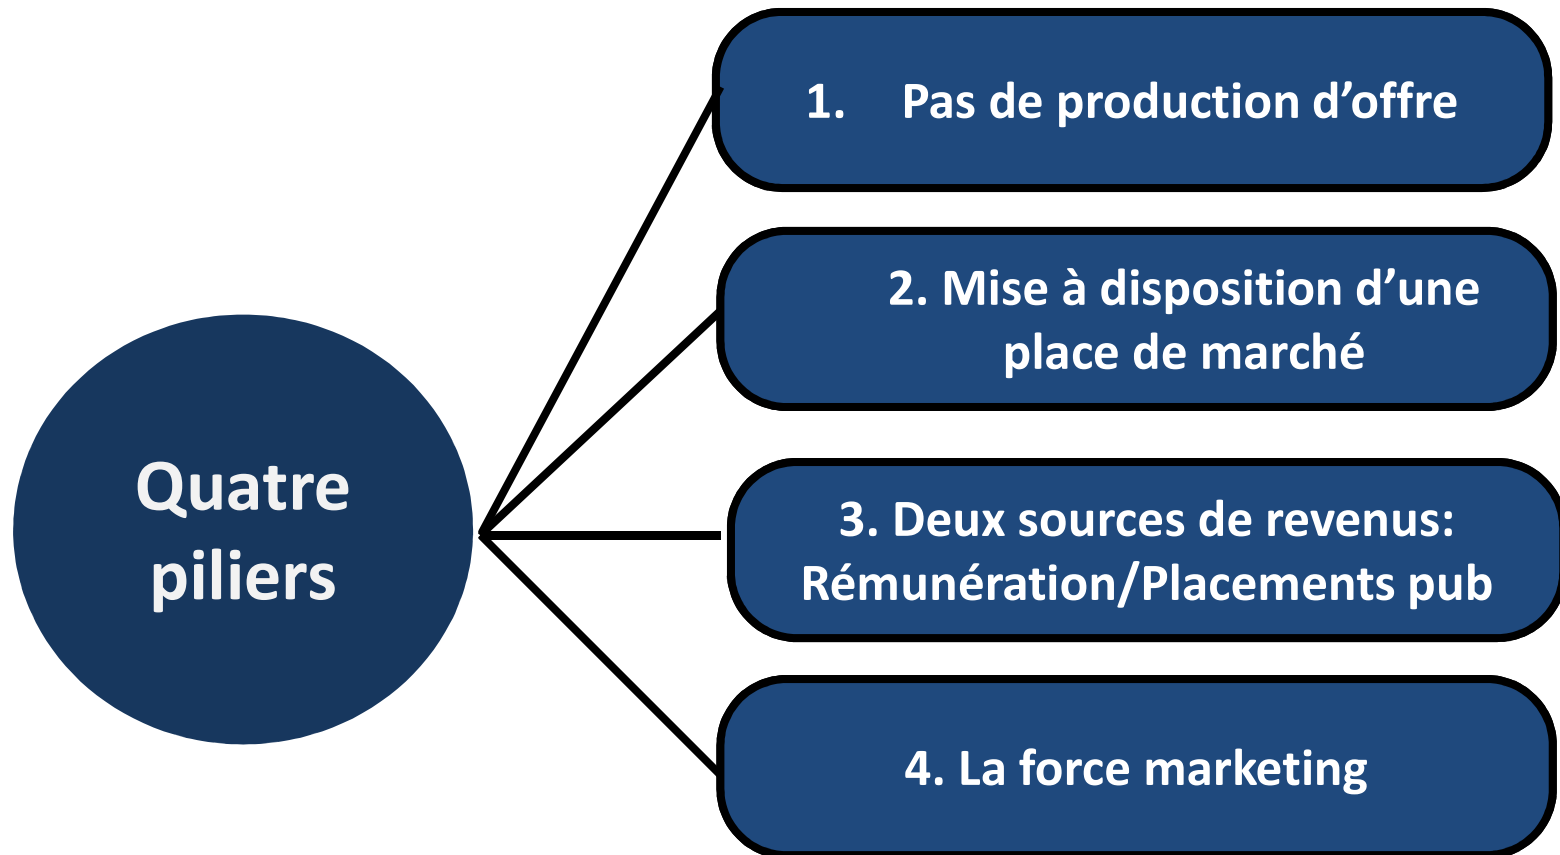 Quatre
piliers
1. Pas de production d’offre
2. Mise à disposition d’une
place de marché
3. Deux sources de revenus:
Rémunération/Placements pub
4. La force marketing